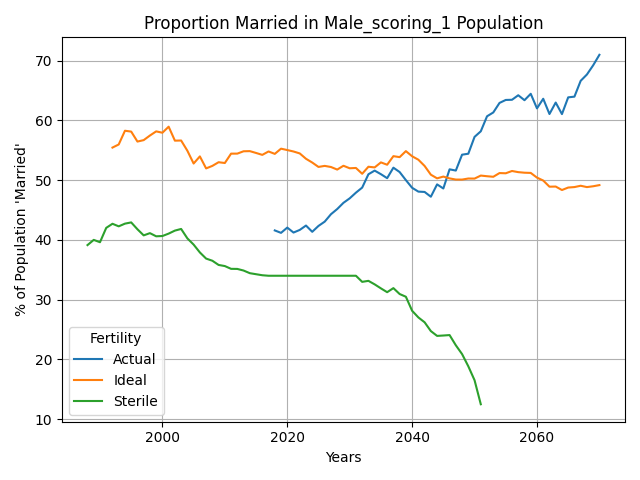 Proportion Married in Male_scoring_1 Population
% of Population 'Married'
70
60
50
40
30
20
10
Fertility
Actual
Ideal
Sterile
2000 2020 2040 2060
Years